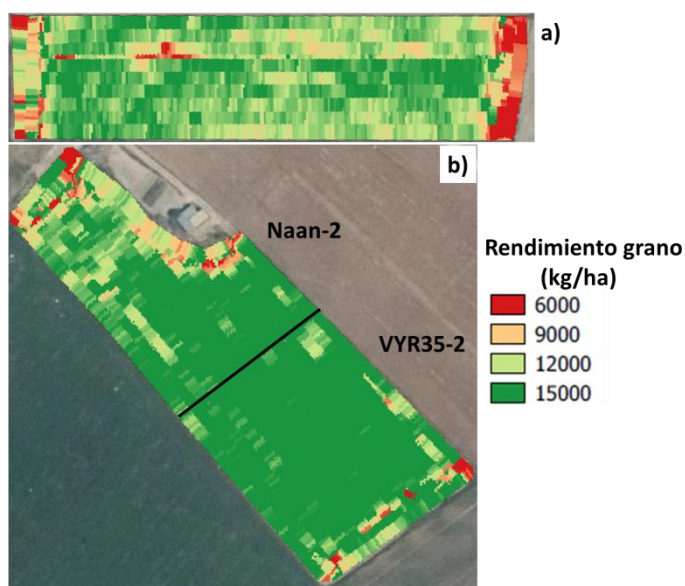 a)
b)
Naan-2
VYR35-2
Rendimiento grano
(kg/ha)
6000
9000
12000
15000